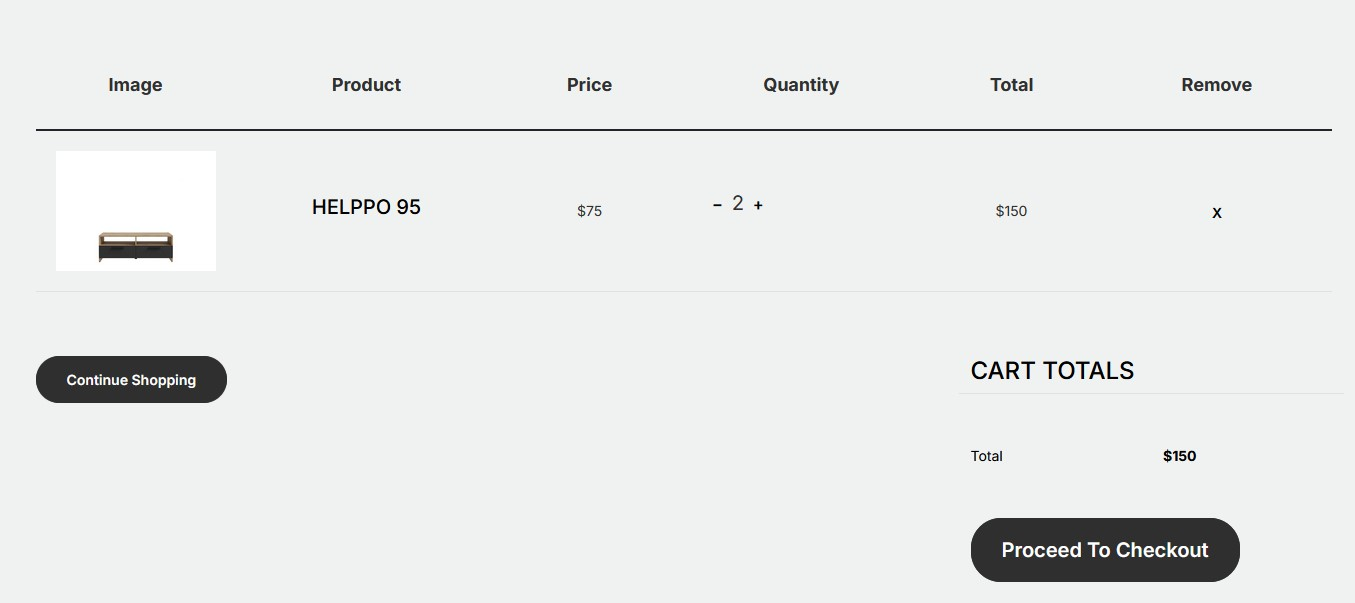 Image Product Price Quantity Total Remove
HELPPO 95 $75 – 2 + $150 x
Continue Shopping
CART TOTALS
Total $150
Proceed To Checkout